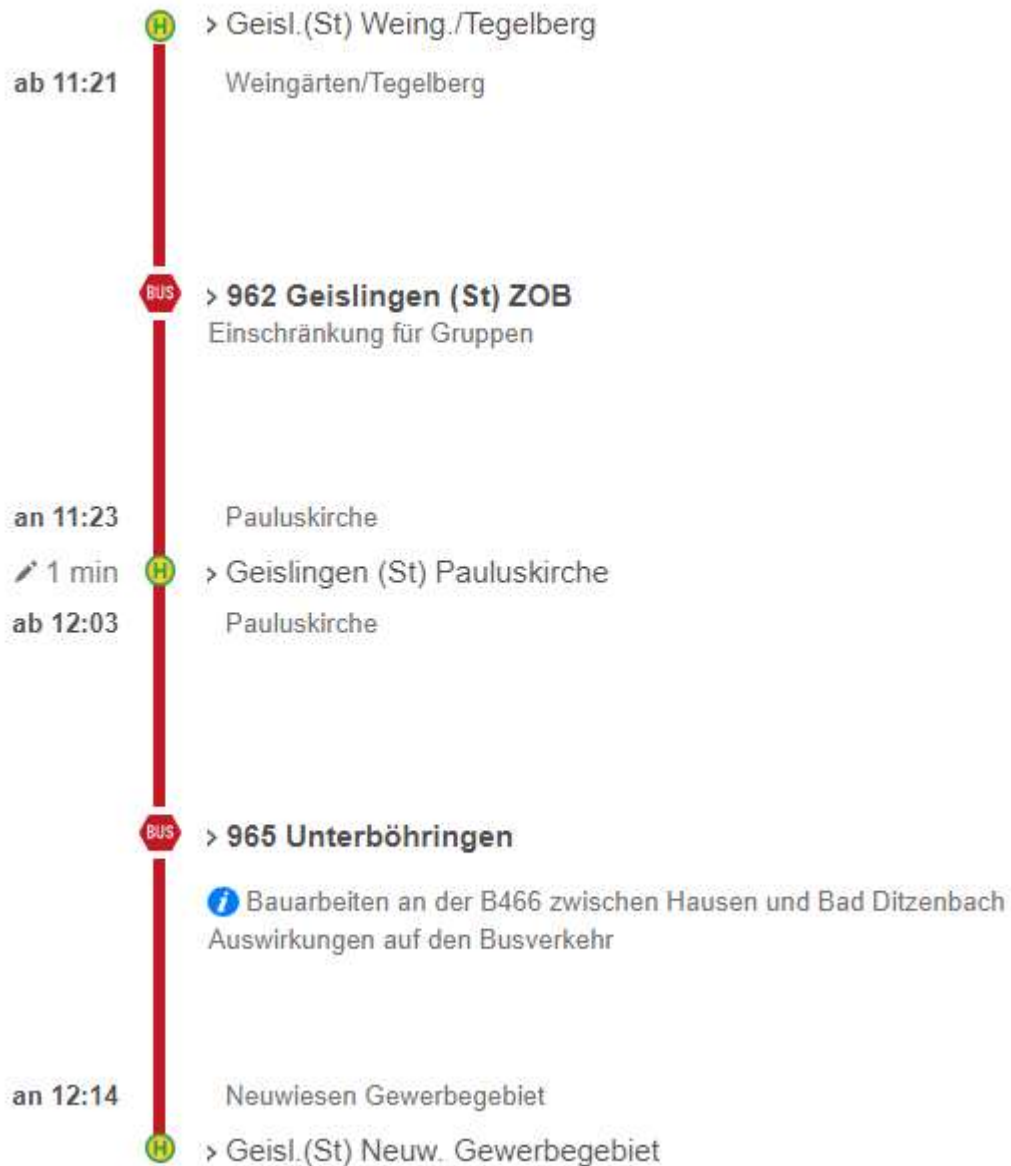 H > Geisl.(St) Weing./Tegelberg
ab 11:21 Weingärten/Tegelberg
BUS > 962 Geislingen (St) ZOB
Einschränkung für Gruppen
an 11:23 Pauluskirche
1 min H > Geislingen (St) Pauluskirche
ab 12:03 Pauluskirche
BUS > 965 Unterböhringen
i Bauarbeiten an der B466 zwischen Hausen und Bad Ditzenbach
Auswirkungen auf den Busverkehr
an 12:14 Neuwiesen Gewerbegebiet
H > Geisl.(St) Neuw. Gewerbegebiet